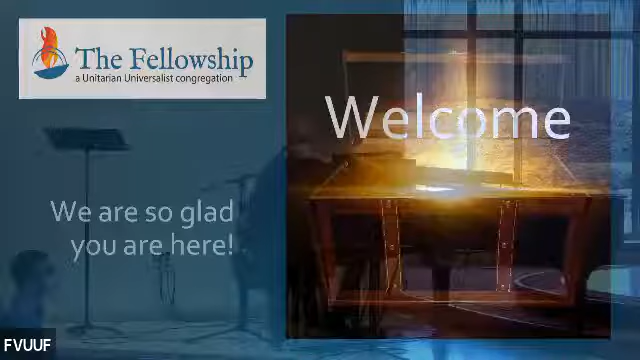 The Fellowship
a Unitarian Universalist congregation
Welcome
We are so glad
you are here!
FVUUF